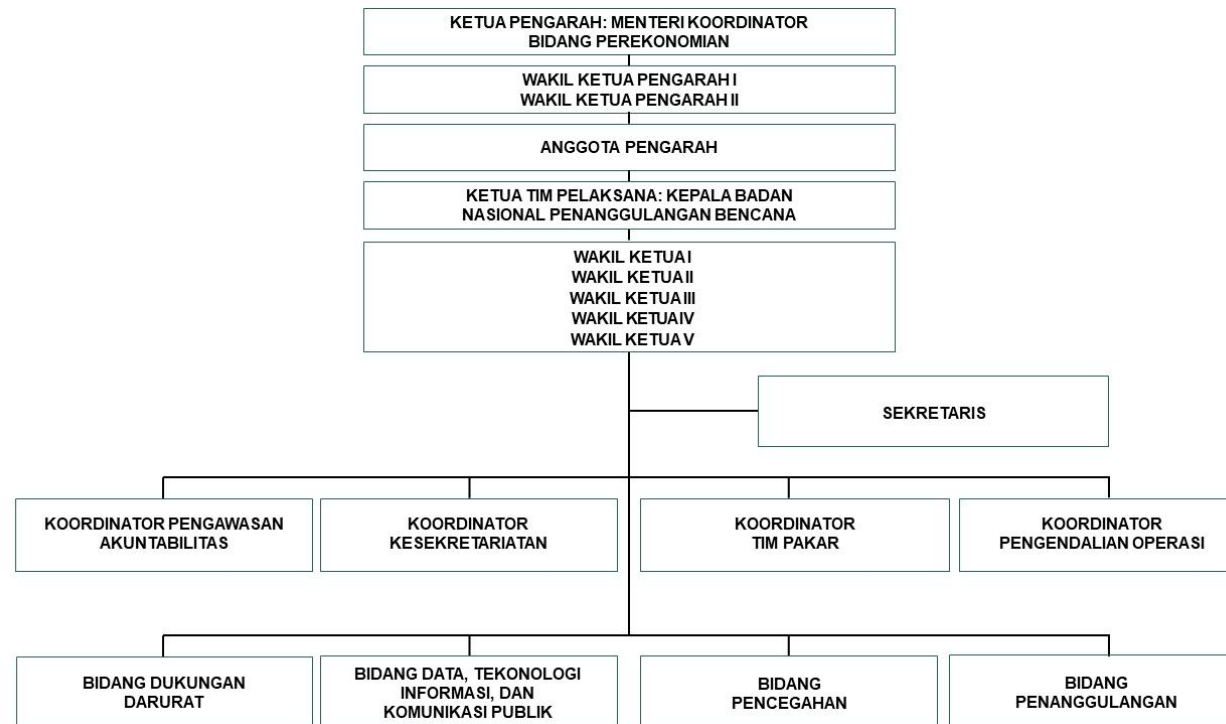 KETUA PENGARAH: MENTERI KOORDINATOR
BIDANG PEREKONOMIAN
WAKIL KETUA PENGARAH I
WAKIL KETUA PENGARAH II
ANGGOTA PENGARAH
KETUA TIM PELAKSANA: KEPALA BADAN
NASIONAL PENANGGULANGAN BENCANA
WAKIL KETUA I
WAKIL KETUA II
WAKIL KETUA III
WAKIL KETUA IV
WAKIL KETUA V
SEKRETARIS
KOORDINATOR PENGAWASAN
AKUNTABILITAS
KOORDINATOR
KESEKRETARIATAN
KOORDINATOR
TIM PAKAR
KOORDINATOR
PENGENDALIAN OPERASI
BIDANG DUKUNGAN
DARURAT
BIDANG DATA, TEKONOLOGI
INFORMASI, DAN
KOMUNIKASI PUBLIK
BIDANG
PENCEGAHAN
BIDANG
PENANGGULANGAN